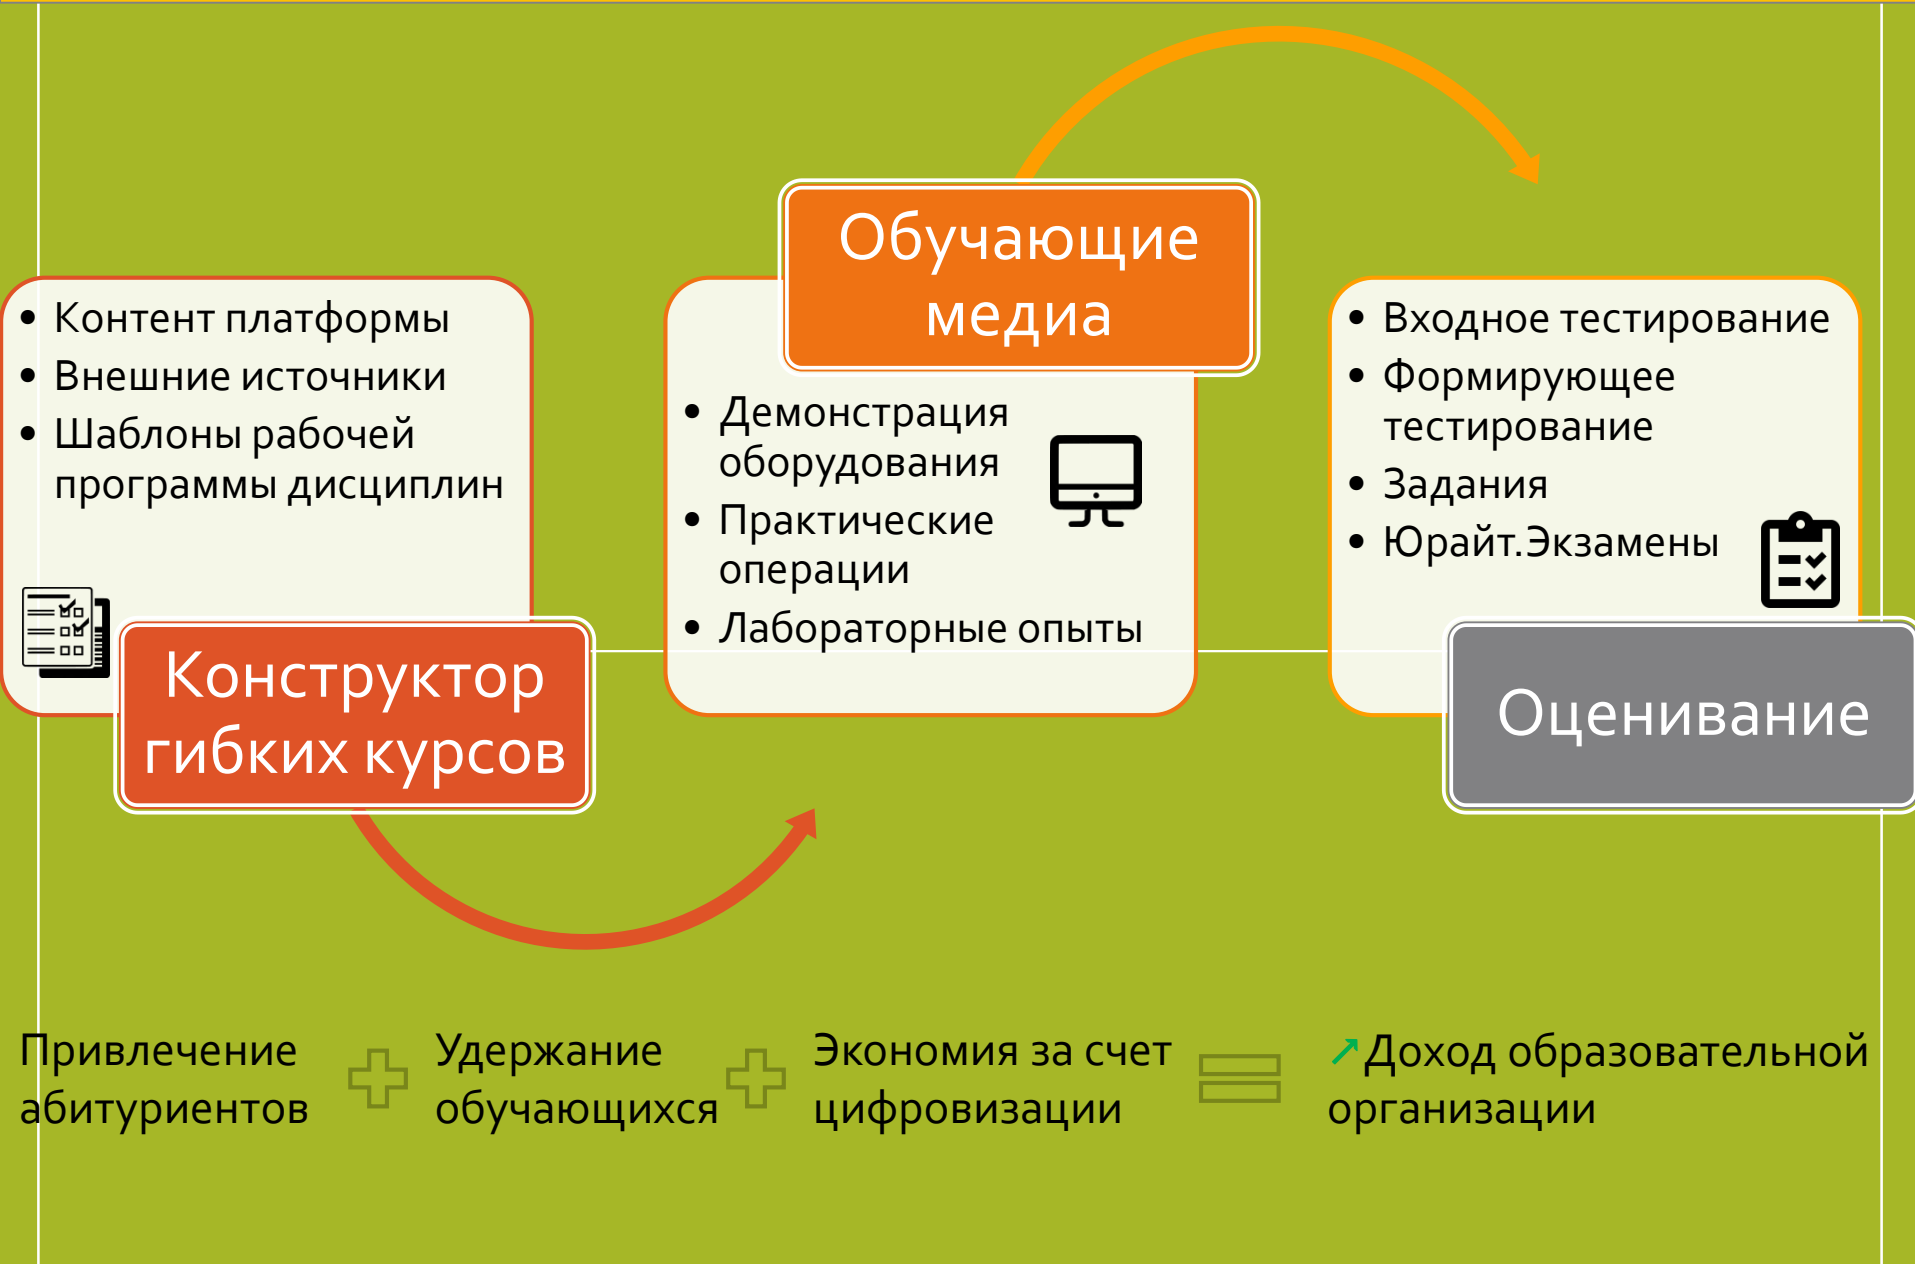 • Контент платформы
• Внешние источники
• Шаблоны рабочей
программы дисциплин
Конструктор
гибких курсов
Обучающие
медиа
• Демонстрация
оборудования
• Практические
операции
• Лабораторные опыты
• Входное тестирование
• Формирующее
тестирование
• Задания
• Юрайт.Экзамены
Оценивание
Привлечение
абитуриентов
Удержание
обучающихся
Экономия за счет
цифровизации
↗Доход образовательной
организации